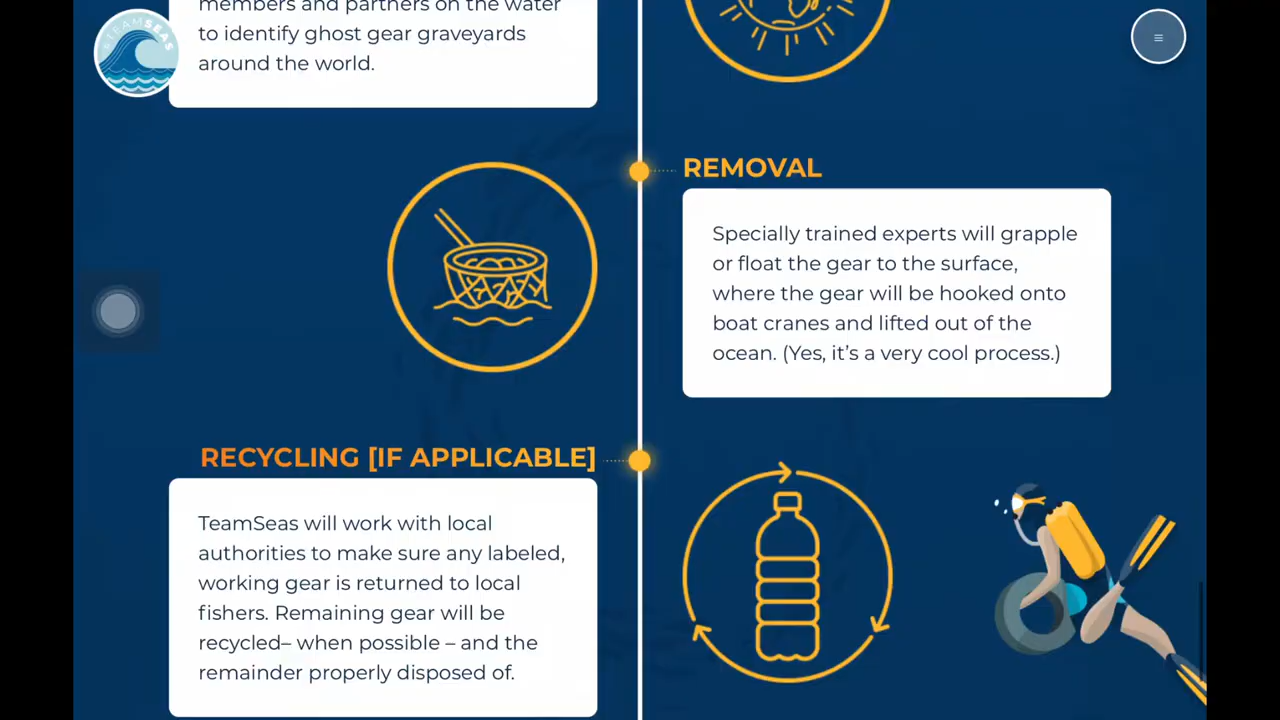 members and partners on the water
to identify ghost gear graveyards
around the world.
TEAMSEAS
REMOVAL
Specially trained experts will grapple
or float the gear to the surface,
where the gear will be hooked onto
boat cranes and lifted out of the
ocean. (Yes, it’s a very cool process.)
RECYCLING [IF APPLICABLE]
TeamSeas will work with local
authorities to make sure any labeled,
working gear is returned to local
fishers. Remaining gear will be
recycled– when possible – and the
remainder properly disposed of.